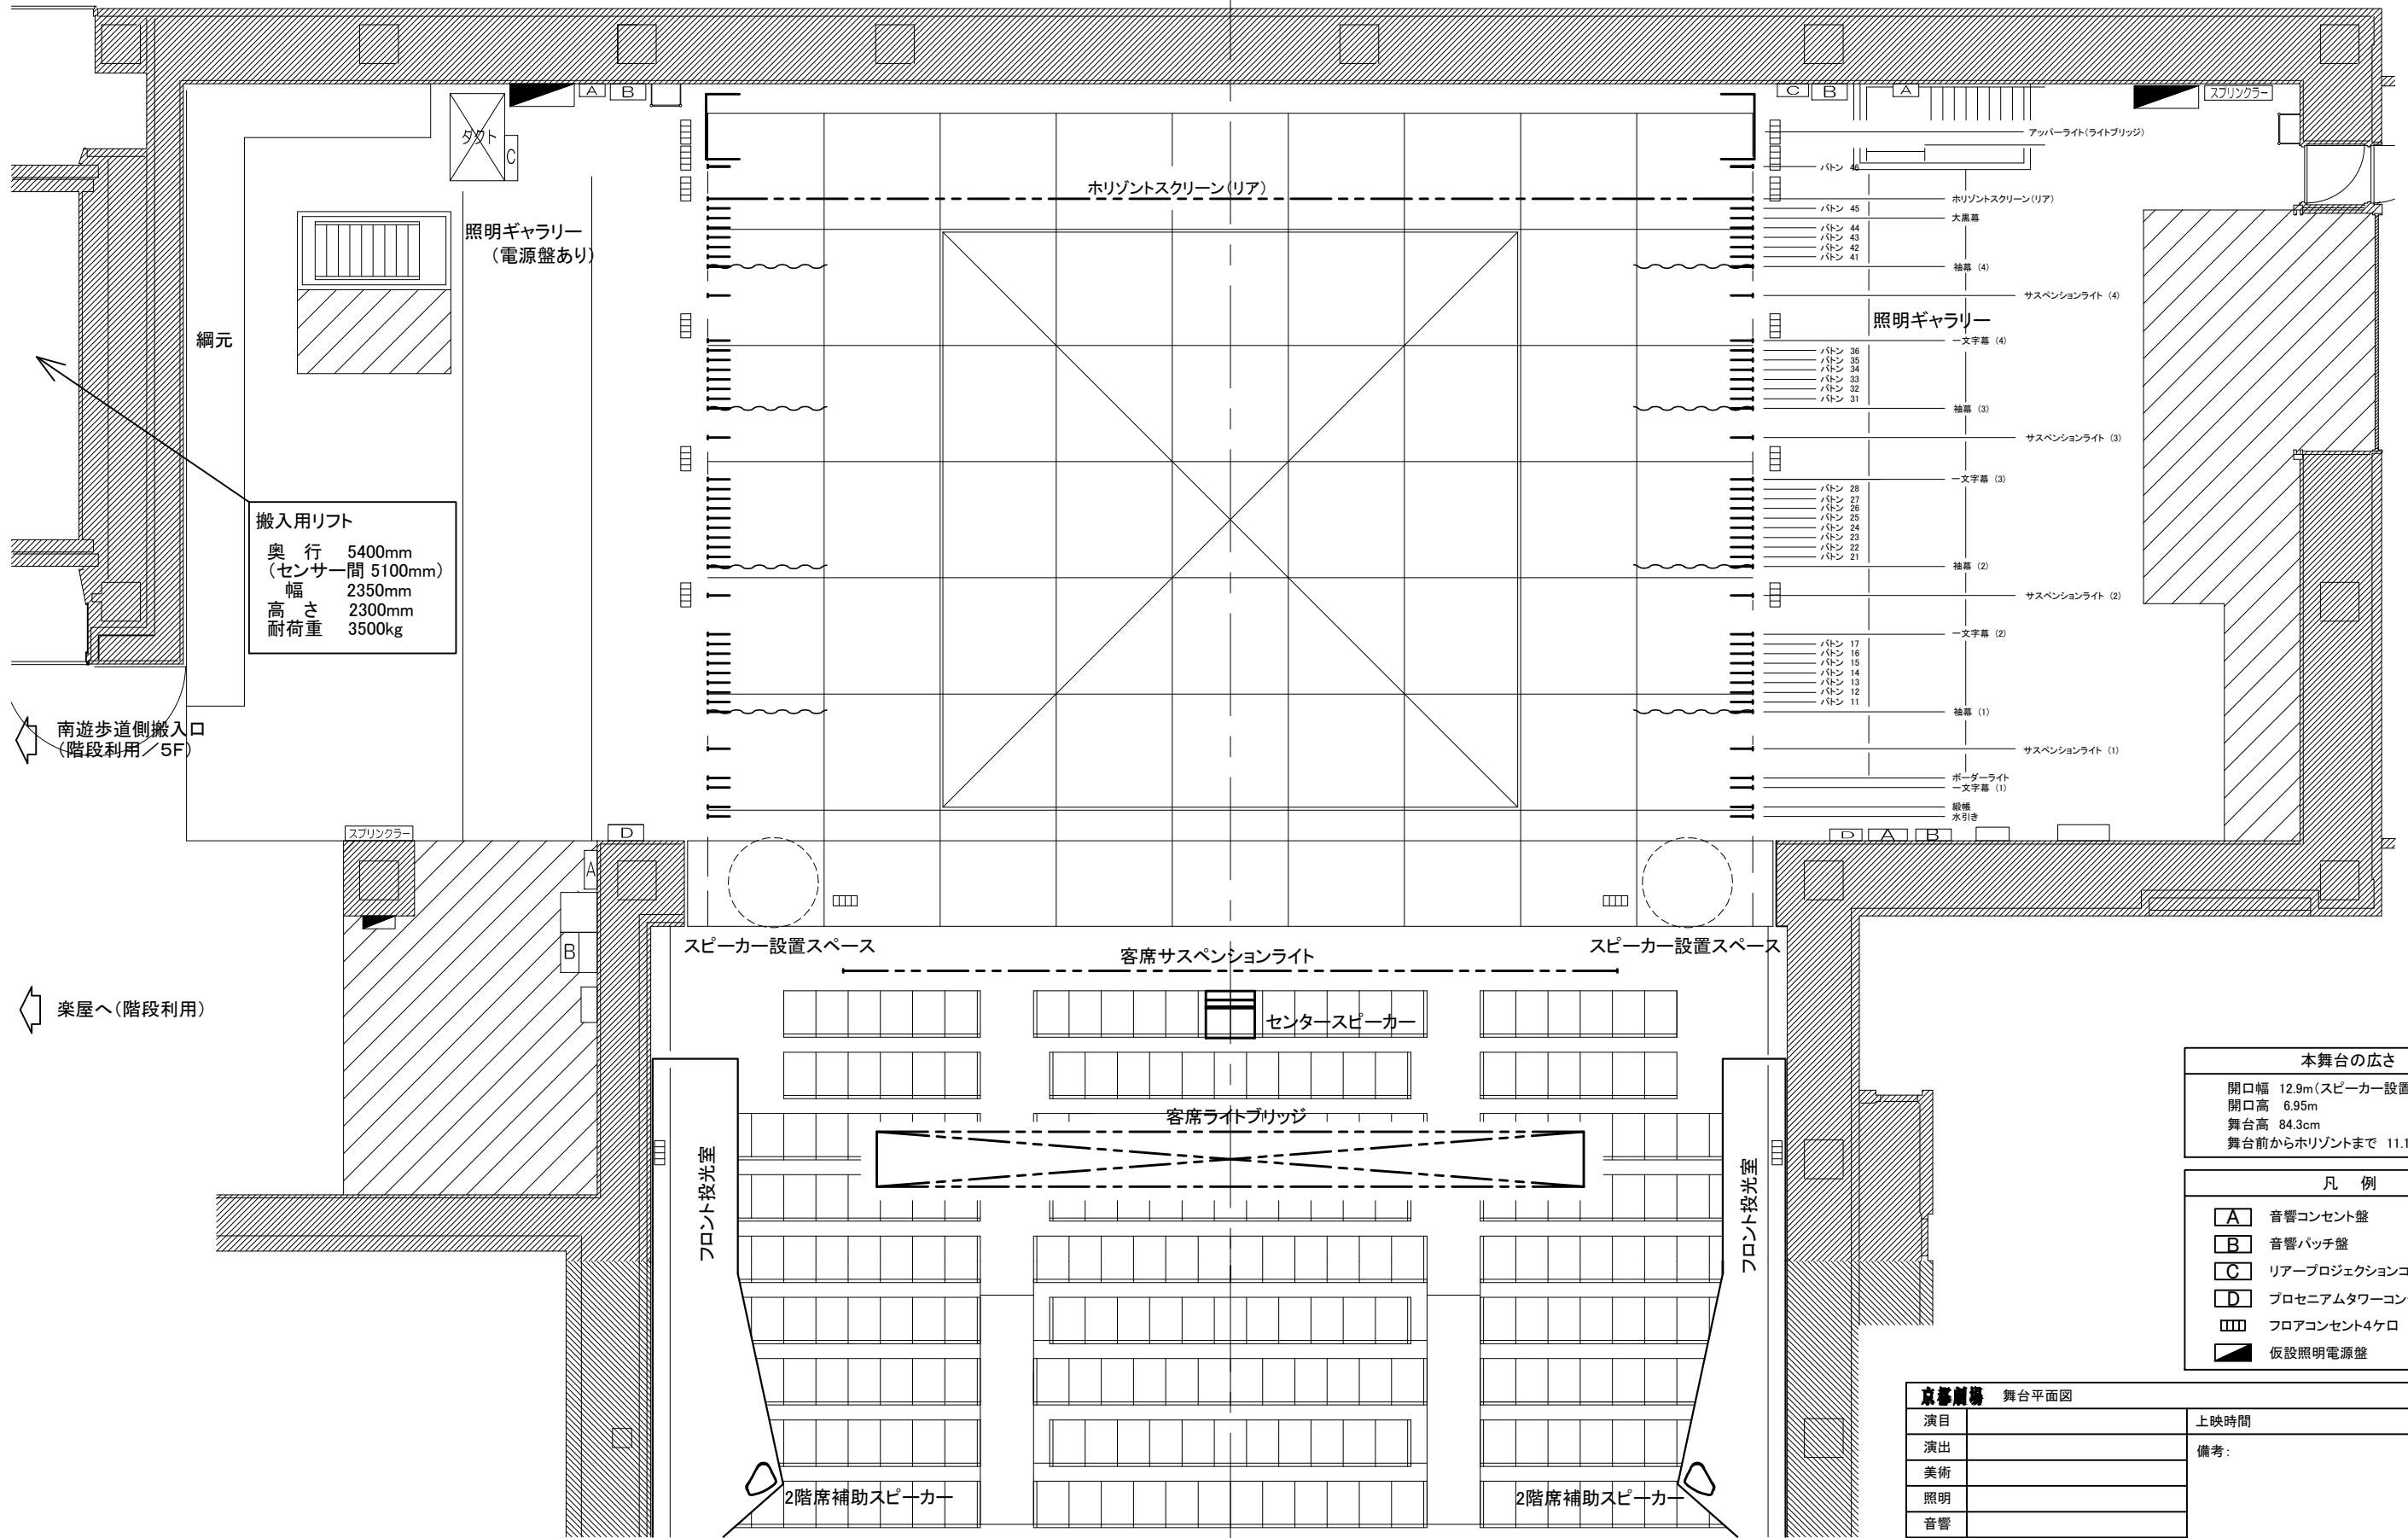 A
B
C
B
A
スプリンクラー
タクト
C
アッパーライト(ライトブリッジ)
バトン 46
ホリゾントスクリーン(リア)
ホリゾントスクリーン(リア)
バトン 45
大黒幕
照明ギャラリー
(電源盤あり)
バトン 44
バトン 43
バトン 42
バトン 41
袖幕 (4)
サスペンションライト (4)
綱元
照明ギャラリー
一文字幕 (4)
バトン 36
バトン 35
バトン 34
バトン 33
バトン 32
バトン 31
袖幕 (3)
サスペンションライト (3)
一文字幕 (3)
バトン 28
バトン 27
バトン 26
バトン 25
バトン 24
バトン 23
バトン 22
バトン 21
袖幕 (2)
サスペンションライト (2)
搬入用リフト
奥 行 5400mm
(センサー間 5100mm)
幅 2350mm
高 さ 2300mm
耐荷重 3500kg
一文字幕 (2)
バトン 17
バトン 16
バトン 15
バトン 14
バトン 13
バトン 12
バトン 11
袖幕 (1)
南遊歩道側搬入口
(階段利用/5F)
サスペンションライト (1)
ボーダーライト
一文字幕 (1)
緞帳
水引き
スプリンクラー
D
D
A
B
A
B
スピーカー設置スペース
スピーカー設置スペース
客席サスペンションライト
楽屋へ(階段利用)
センタースピーカー
客席ライトブリッジ
フロント投光室
フロント投光室
2階席補助スピーカー
2階席補助スピーカー
本舞台の広さ
開口幅 12.9m(スピーカー設置
開口高 6.95m
舞台高 84.3cm
舞台前からホリゾントまで 11.1
凡 例
A 音響コンセント盤
B 音響パッチ盤
C リアープロジェクションコ
D プロセニアムタワーコン
フロアコンセント4ケ口
仮設照明電源盤
京都劇場 舞台平面図
演目
上映時間
演出
備考:
美術
照明
音響